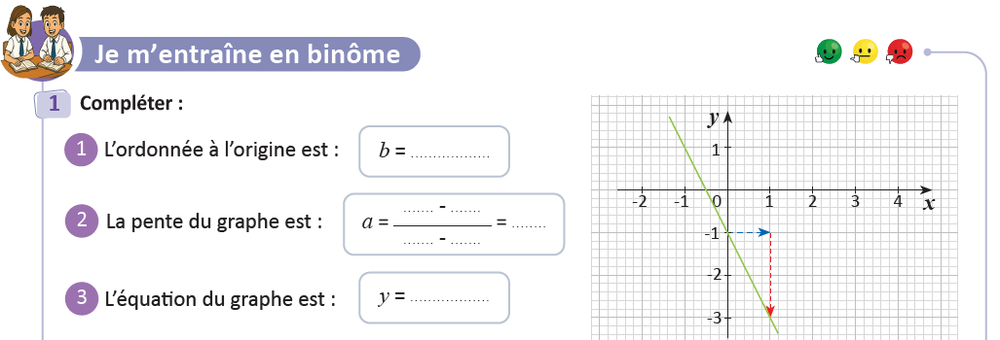 Je m'entraîne en binôme
1 Compléter :
1 L'ordonnée à l'origine est : b = ..................
2 La pente du graphe est : a = ....... - ....... / ....... - ....... = ........
3 L'équation du graphe est : y = ..................
y
1
-2 -1 0 1 2 3 4 x
-1
-2
-3